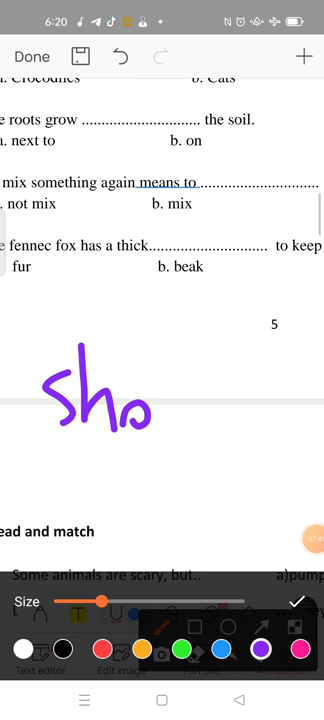 6:20
Done
a. Crocodiles b. Cats
e roots grow .............................. the soil.
a. next to b. on
mix something again means to ..............................
. not mix b. mix
e fennec fox has a thick.............................. to keep
fur b. beak
5
sho
ead and match
Some animals are scary, but.. a)pump
Size
Text editor Edit image Annotation